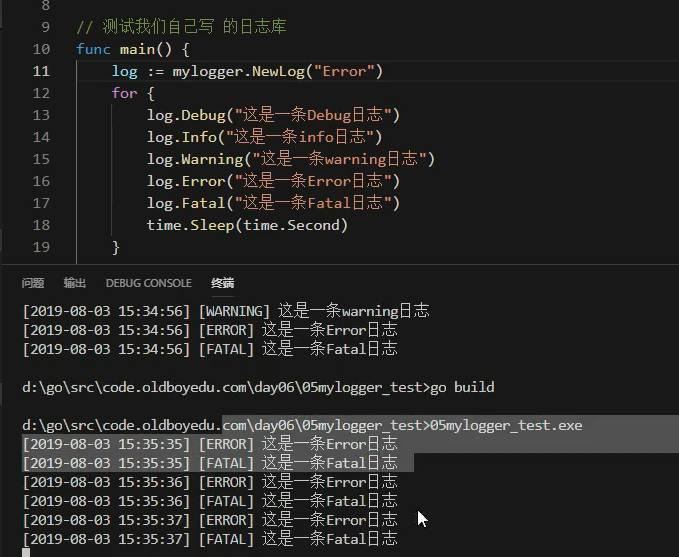 8
9 // 测试我们自己写 的日志库
10 func main() {
11 log := mylogger.NewLog("Error")
12 for {
13 log.Debug("这是一条Debug日志")
14 log.Info("这是一条info日志")
15 log.Warning("这是一条warning日志")
16 log.Error("这是一条Error日志")
17 log.Fatal("这是一条Fatal日志")
18 time.Sleep(time.Second)
19 }
问题 输出 DEBUG CONSOLE 终端
[2019-08-03 15:34:56] [WARNING] 这是一条warning日志
[2019-08-03 15:34:56] [ERROR] 这是一条Error日志
[2019-08-03 15:34:56] [FATAL] 这是一条Fatal日志
d:\go\src\code.oldboyedu.com\day06\05mylogger_test>go build
d:\go\src\code.oldboyedu.com\day06\05mylogger_test>05mylogger_test.exe
[2019-08-03 15:35:35] [ERROR] 这是一条Error日志
[2019-08-03 15:35:35] [FATAL] 这是一条Fatal日志
[2019-08-03 15:35:36] [ERROR] 这是一条Error日志
[2019-08-03 15:35:36] [FATAL] 这是一条Fatal日志
[2019-08-03 15:35:37] [ERROR] 这是一条Error日志
[2019-08-03 15:35:37] [FATAL] 这是一条Fatal日志